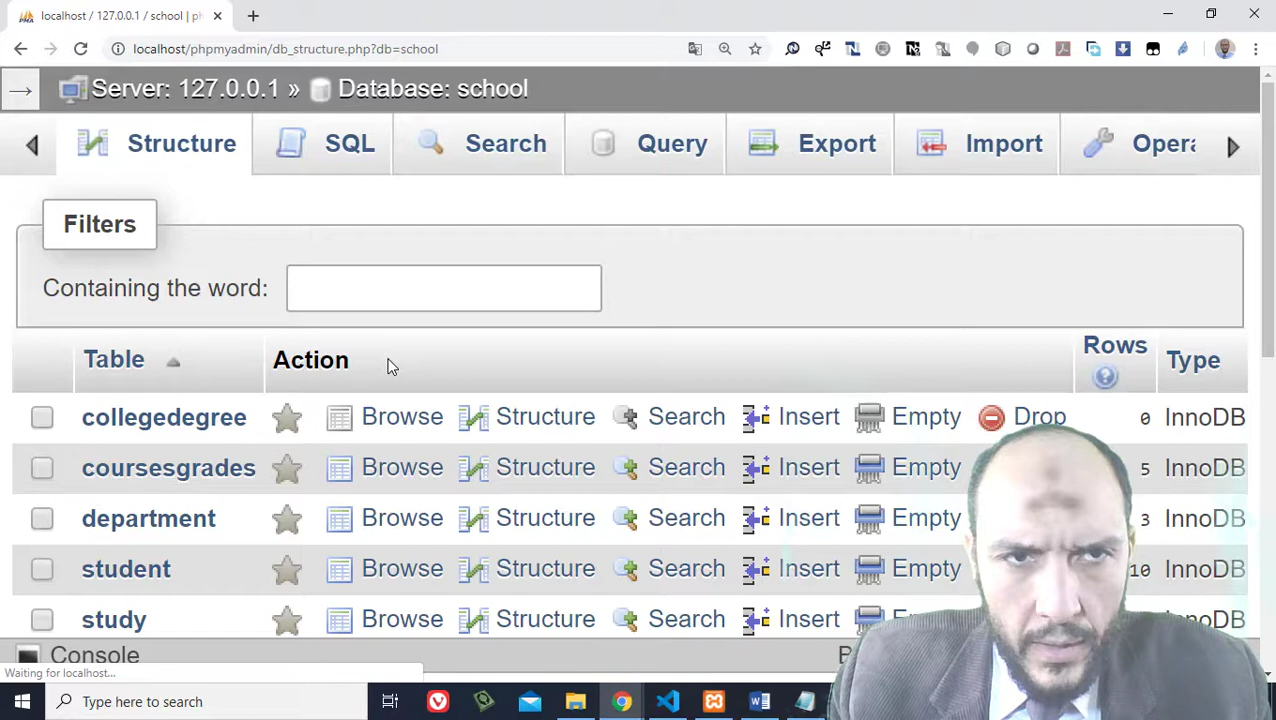 localhost / 127.0.0.1 / school | ph
localhost/phpmyadmin/db_structure.php?db=school
Server: 127.0.0.1 » Database: school
Structure SQL Search Query Export Import Opera
Filters
Containing the word:
Table Action Rows Type
collegedegree Browse Structure Search Insert Empty Drop 0 InnoDB
coursesgrades Browse Structure Search Insert Empty 5 InnoDB
department Browse Structure Search Insert Empty 3 InnoDB
student Browse Structure Search Insert Empty 10 InnoDB
study Browse Structure Search Insert
Console
Waiting for localhost...
Type here to search